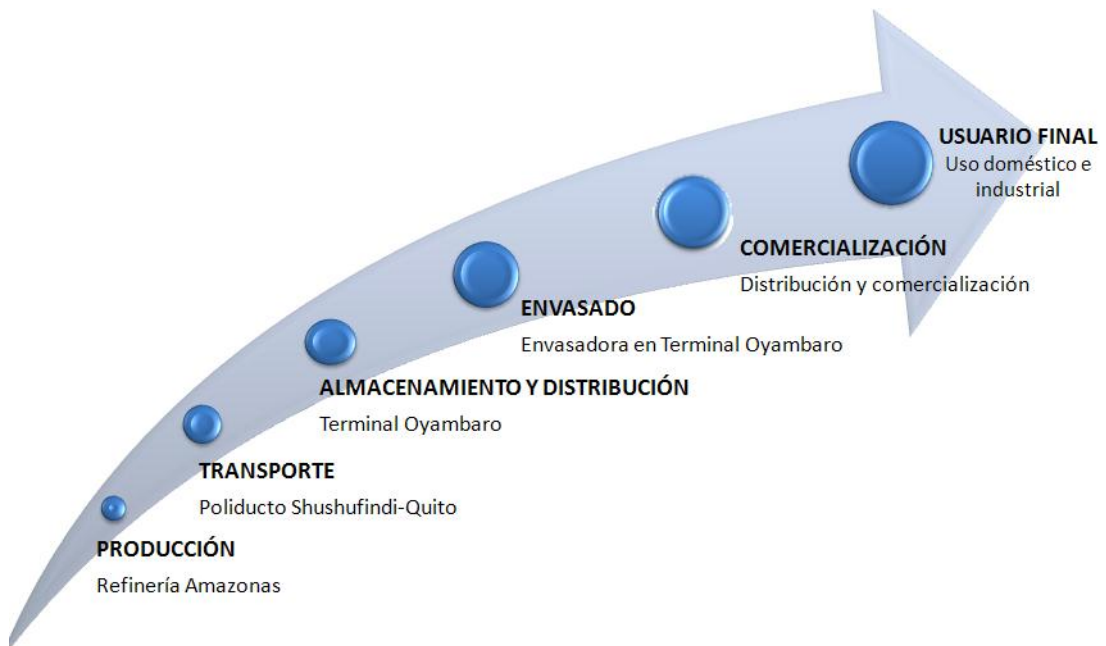 USUARIO FINAL
Uso doméstico e
industrial
COMERCIALIZACIÓN
Distribución y comercialización
ENVASADO
Envasadora en Terminal Oyambaro
ALMACENAMIENTO Y DISTRIBUCIÓN
Terminal Oyambaro
TRANSPORTE
Poliducto Shushufindi-Quito
PRODUCCIÓN
Refinería Amazonas